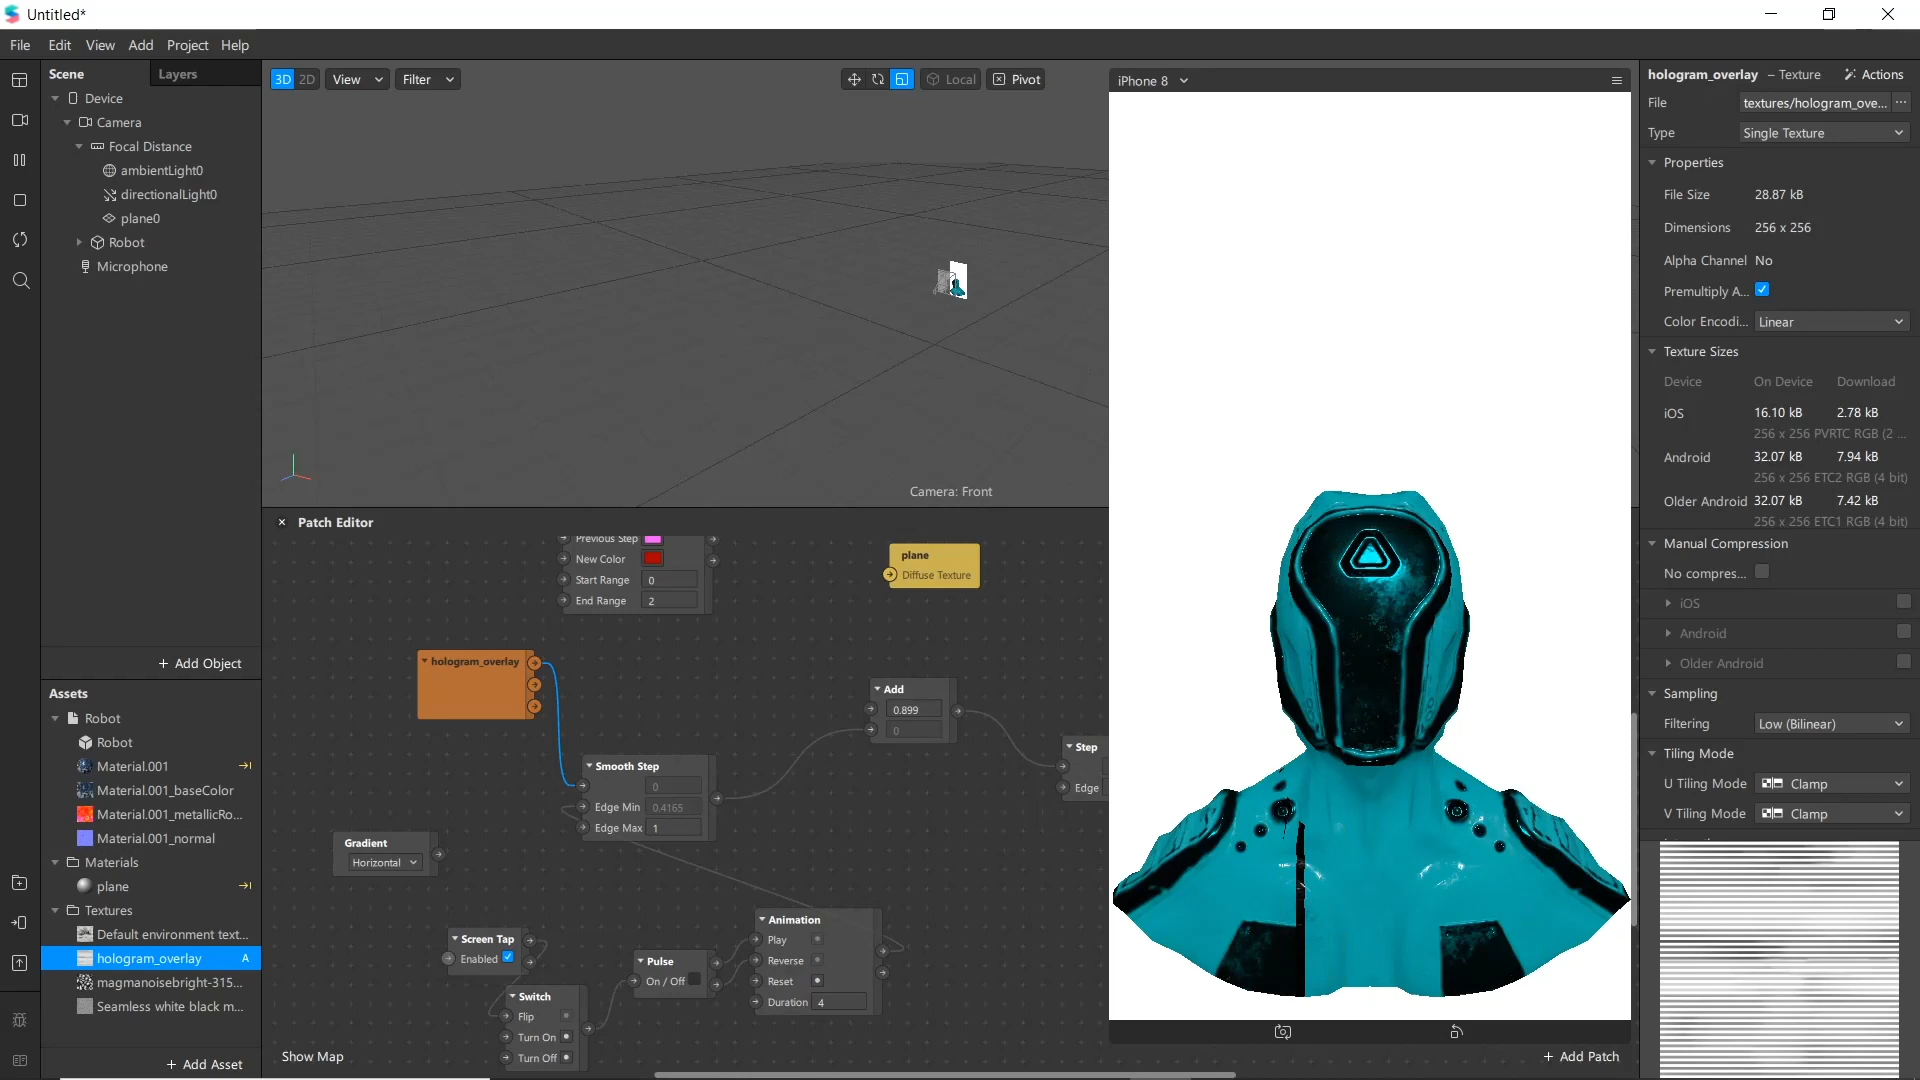 Untitled*
File Edit View Add Project Help
Scene Layers
Device
Camera
Focal Distance
ambientLight0
directionalLight0
plane0
Robot
Microphone
+ Add Object
Assets
Robot
Robot
Material.001
Material.001_baseColor
Material.001_metallicRo...
Material.001_normal
Materials
plane
Textures
Default environment text...
hologram_overlay A
magmanoisebright-315...
Seamless white black m...
+ Add Asset
3D 2D View Filter
Local Pivot
Camera: Front
Patch Editor
Previous Step
New Color
Start Range 0
End Range 2
plane
Diffuse Texture
hologram_overlay
Add
0.899
0
Step
Edge
Smooth Step
0
Edge Min 0.4165
Edge Max 1
Gradient
Horizontal
Screen Tap
Enabled
Switch
Flip
Turn On
Turn Off
Pulse
On / Off
Animation
Play
Reverse
Reset
Duration 4
Show Map
+ Add Patch
iPhone 8
hologram_overlay – Texture Actions
File textures/hologram_ove... ...
Type Single Texture
Properties
File Size 28.87 kB
Dimensions 256 x 256
Alpha Channel No
Premultiply A...
Color Encodi... Linear
Texture Sizes
Device On Device Download
iOS 16.10 kB 2.78 kB
256 x 256 PVRTC RGB (2 ...
Android 32.07 kB 7.94 kB
256 x 256 ETC2 RGB (4 bit)
Older Android 32.07 kB 7.42 kB
256 x 256 ETC1 RGB (4 bit)
Manual Compression
No compres...
iOS
Android
Older Android
Sampling
Filtering Low (Bilinear)
Tiling Mode
U Tiling Mode Clamp
V Tiling Mode Clamp